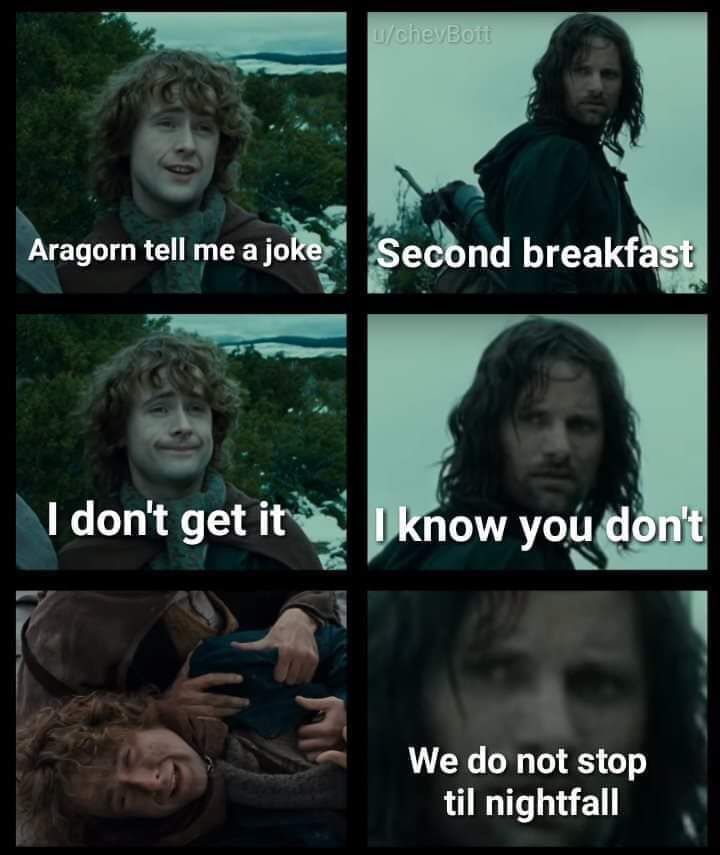 u/chevBott
Aragorn tell me a joke
Second breakfast
I don't get it
I know you don't
We do not stop
til nightfall